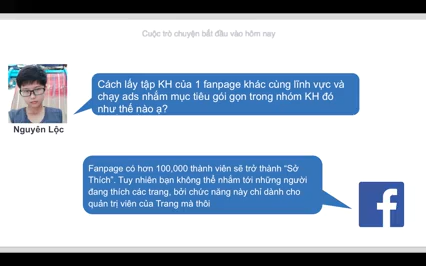 Cuộc trò chuyện bắt đầu vào hôm nay
Cách lấy tập KH của 1 fanpage khác cùng lĩnh vực và
chạy ads nhắm mục tiêu gói gọn trong nhóm KH đó
như thế nào ạ?
Nguyên Lộc
Fanpage có hơn 100,000 thành viên sẽ trở thành “Sở
Thích”. Tuy nhiên bạn không thể nhắm tới những người
đang thích các trang, bởi chức năng này chỉ dành cho
quản trị viên của Trang mà thôi